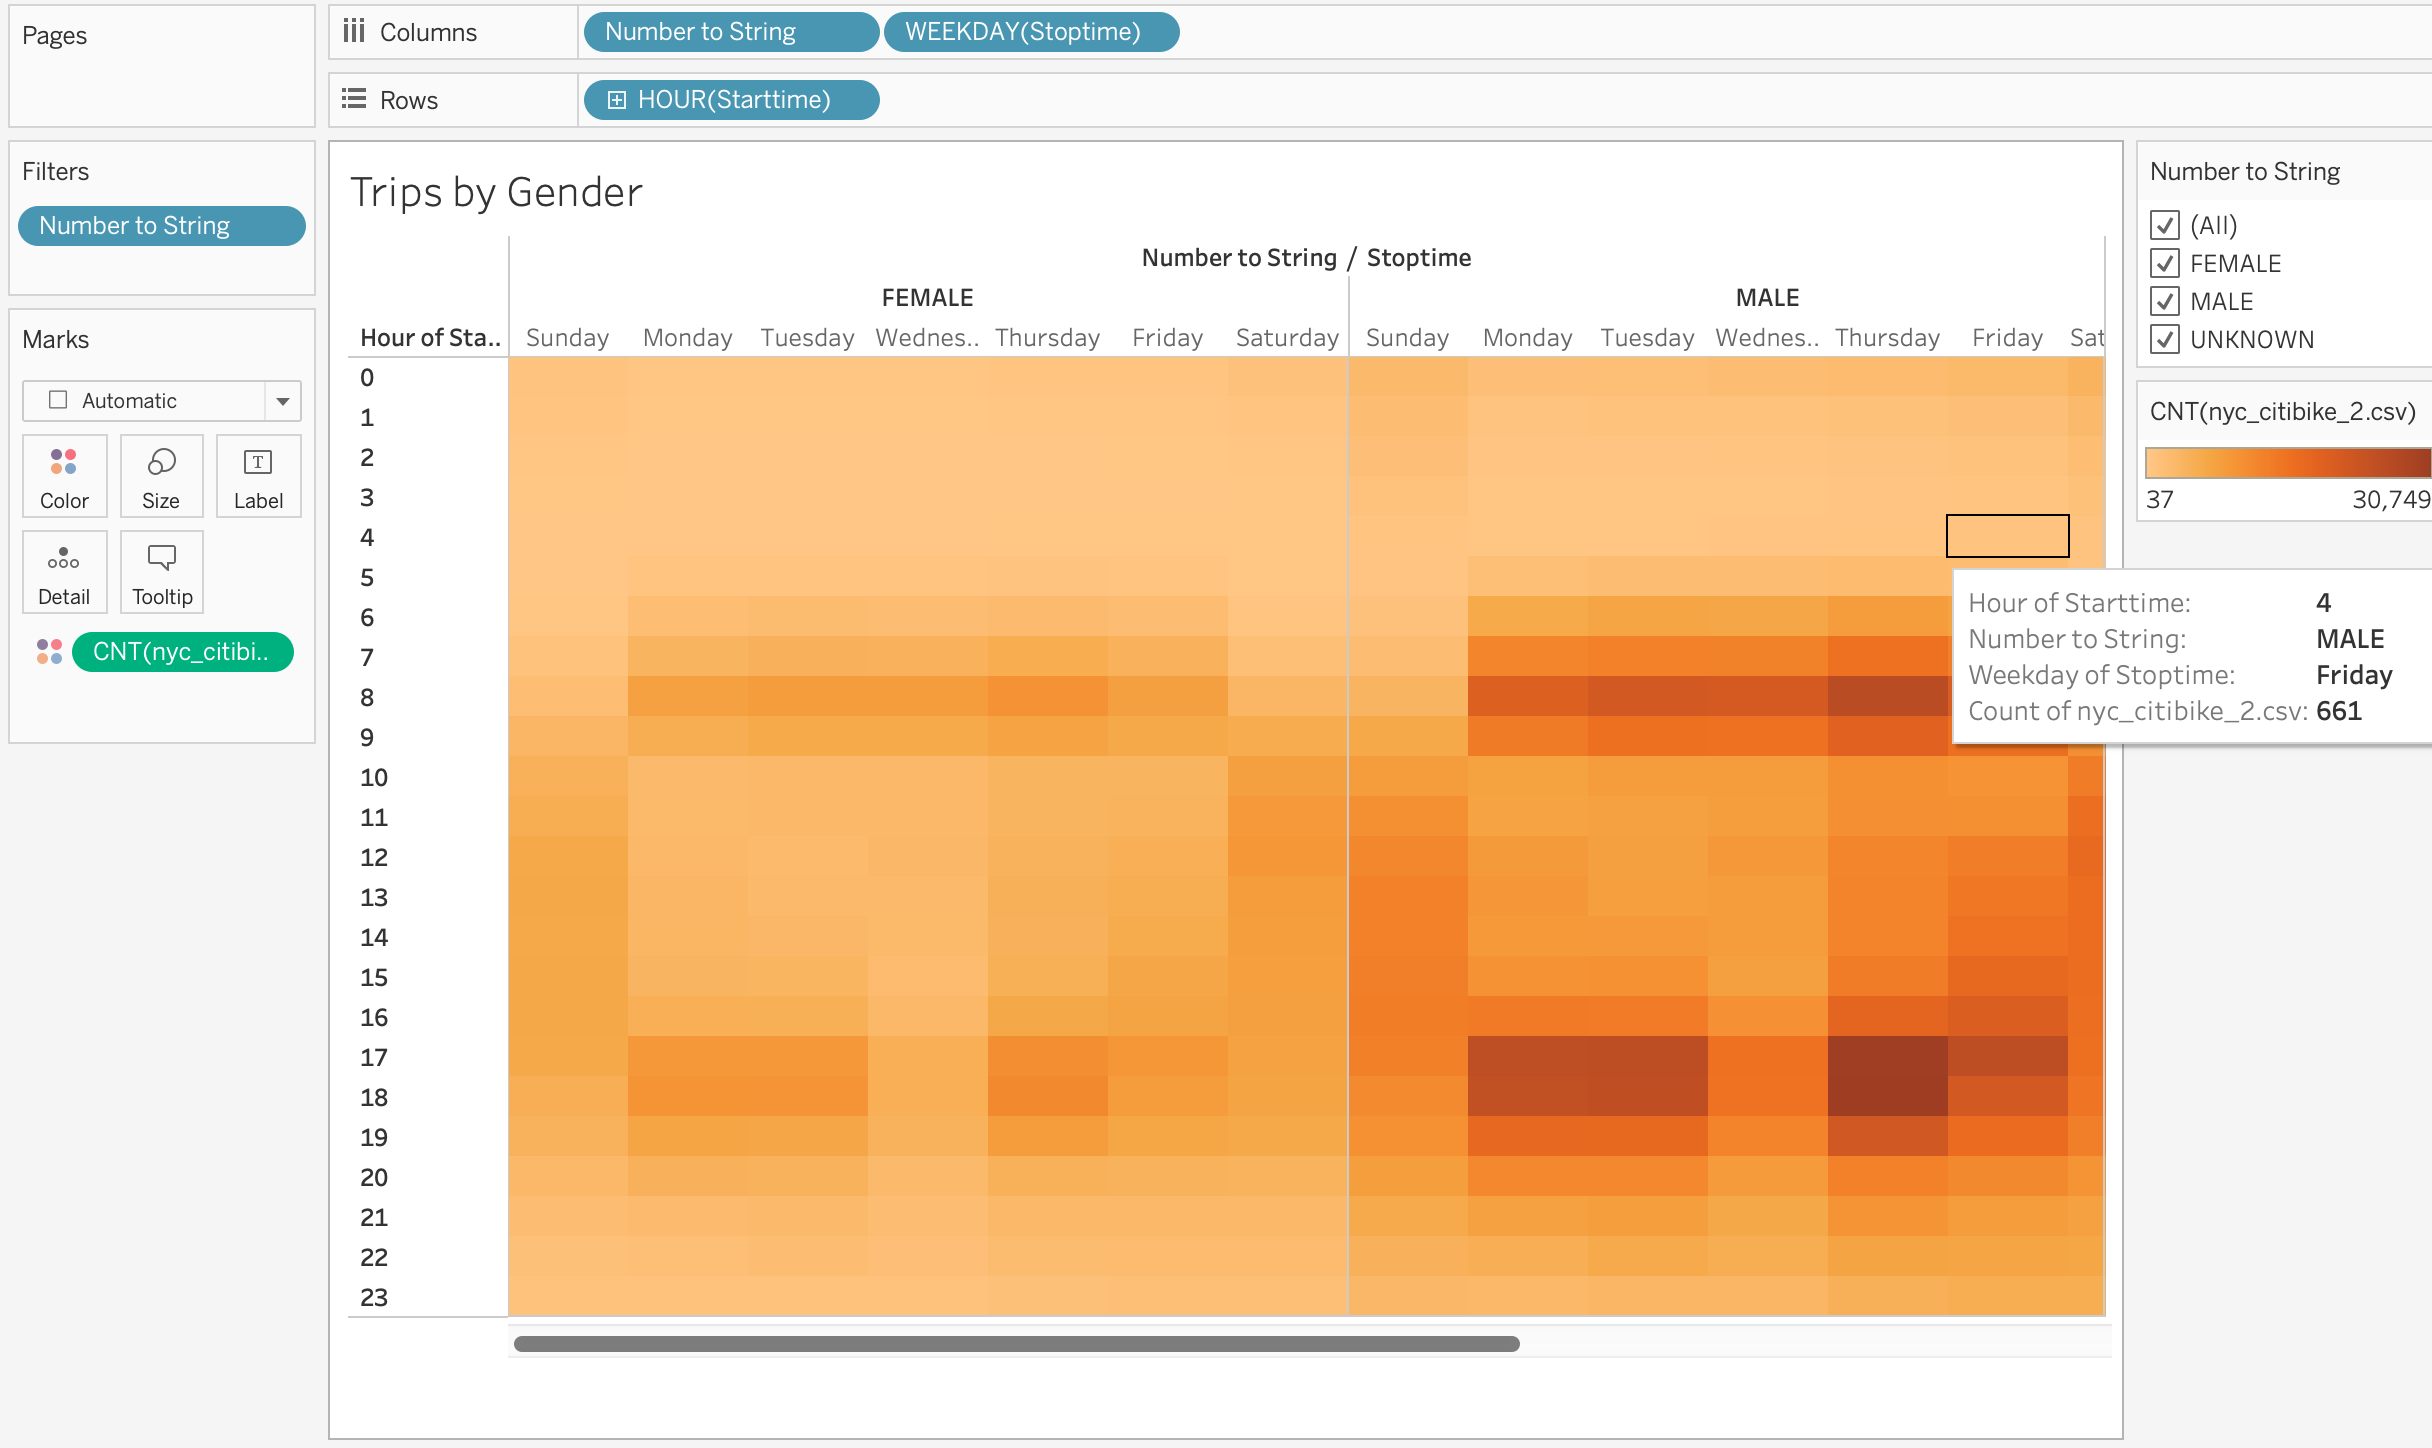 Pages
Columns
Number to String
WEEKDAY(Stoptime)
Rows
HOUR(Starttime)
Filters
Number to String
Marks
Automatic
Color
Size
Label
Detail
Tooltip
CNT(nyc_citibi..
Trips by Gender
Number to String / Stoptime
FEMALE
MALE
Hour of Sta..
Sunday Monday Tuesday Wednes.. Thursday Friday Saturday Sunday Monday Tuesday Wednes.. Thursday Friday Sat
0
1
2
3
4
5
6
7
8
9
10
11
12
13
14
15
16
17
18
19
20
21
22
23
Number to String
(All)
FEMALE
MALE
UNKNOWN
CNT(nyc_citibike_2.csv)
37 30,749
Hour of Starttime: 4
Number to String: MALE
Weekday of Stoptime: Friday
Count of nyc_citibike_2.csv: 661